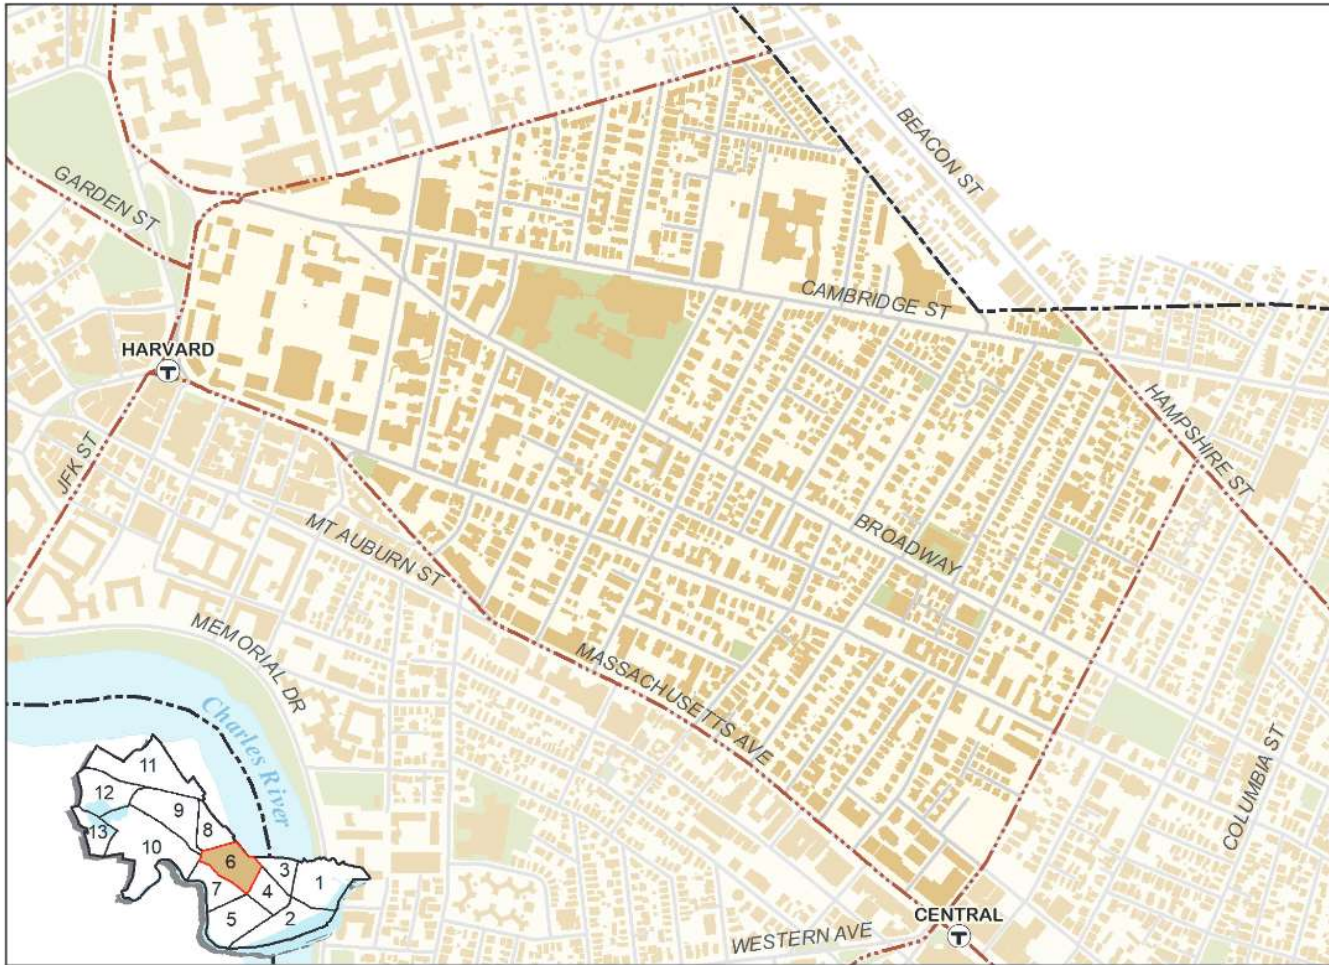 BEACON ST
GARDEN ST
CAMBRIDGE ST
HARVARD
T
HAMPSHIRE ST
JFK ST
MT AUBURN ST
BROADWAY
MEMORIAL DR
MASSACHUSETTS AVE
Charles River
COLUMBIA ST
11
12
9
13
8
10
6
3
1
7
4
5
2
CENTRAL
T
WESTERN AVE